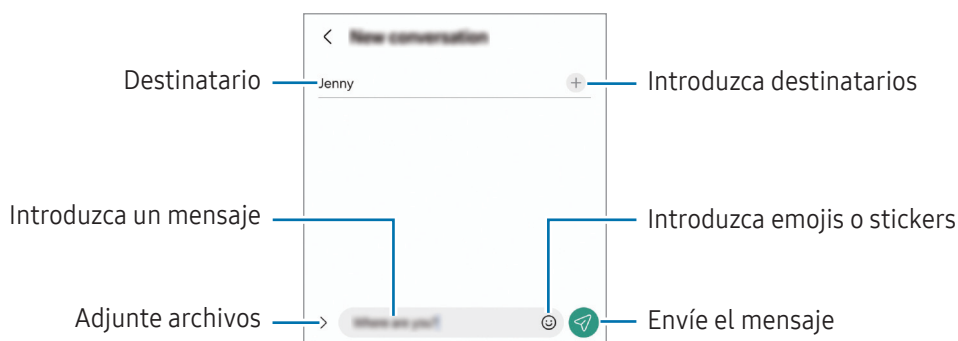 New conversation
Destinatario
Jenny
Introduzca destinatarios
Introduzca un mensaje
Introduzca emojis o stickers
Adjunte archivos
Where are you?
Envíe el mensaje